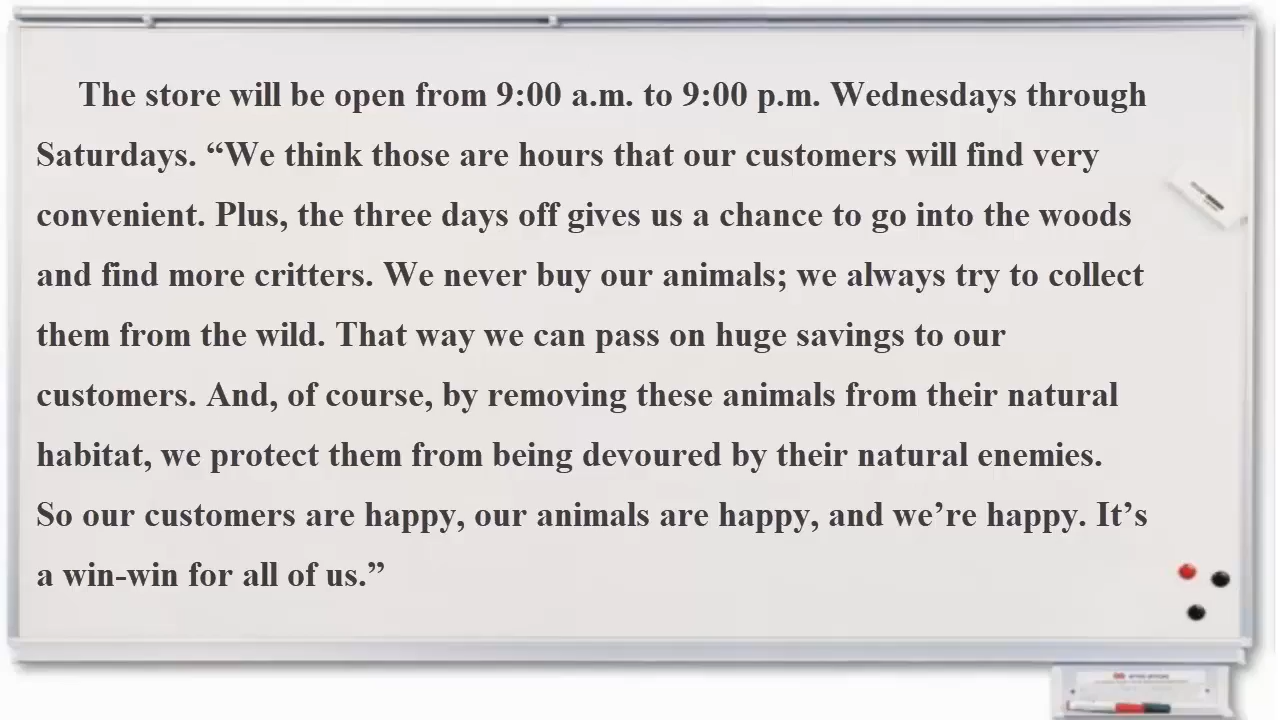 The store will be open from 9:00 a.m. to 9:00 p.m. Wednesdays through
Saturdays. “We think those are hours that our customers will find very
convenient. Plus, the three days off gives us a chance to go into the woods
and find more critters. We never buy our animals; we always try to collect
them from the wild. That way we can pass on huge savings to our
customers. And, of course, by removing these animals from their natural
habitat, we protect them from being devoured by their natural enemies.
So our customers are happy, our animals are happy, and we’re happy. It’s
a win-win for all of us.”